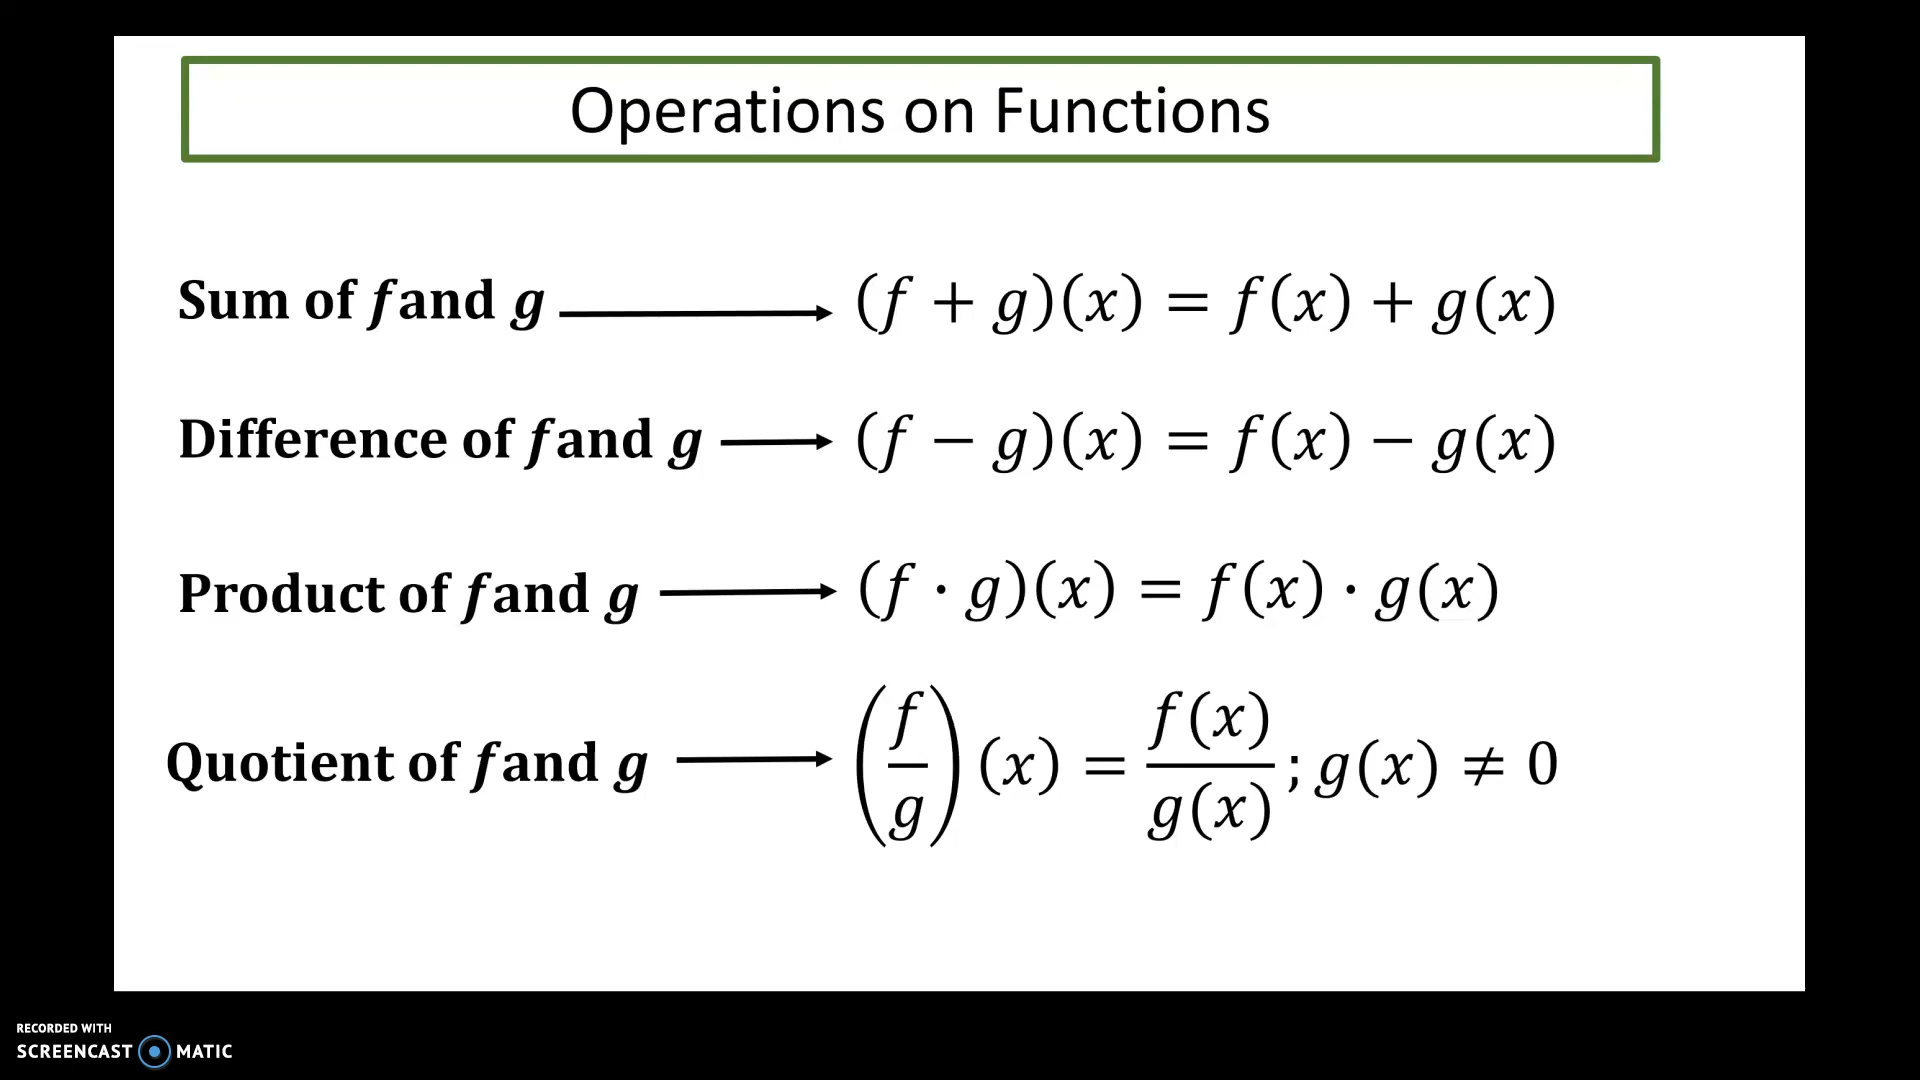 Operations on Functions
Sum of f and g (f + g)(x) = f(x) + g(x)
Difference of f and g (f − g)(x) = f(x) − g(x)
Product of f and g (f · g)(x) = f(x) · g(x)
Quotient of f and g (f/g)(x) = f(x)/g(x) ; g(x) ≠ 0
RECORDED WITH
SCREENCAST MATIC